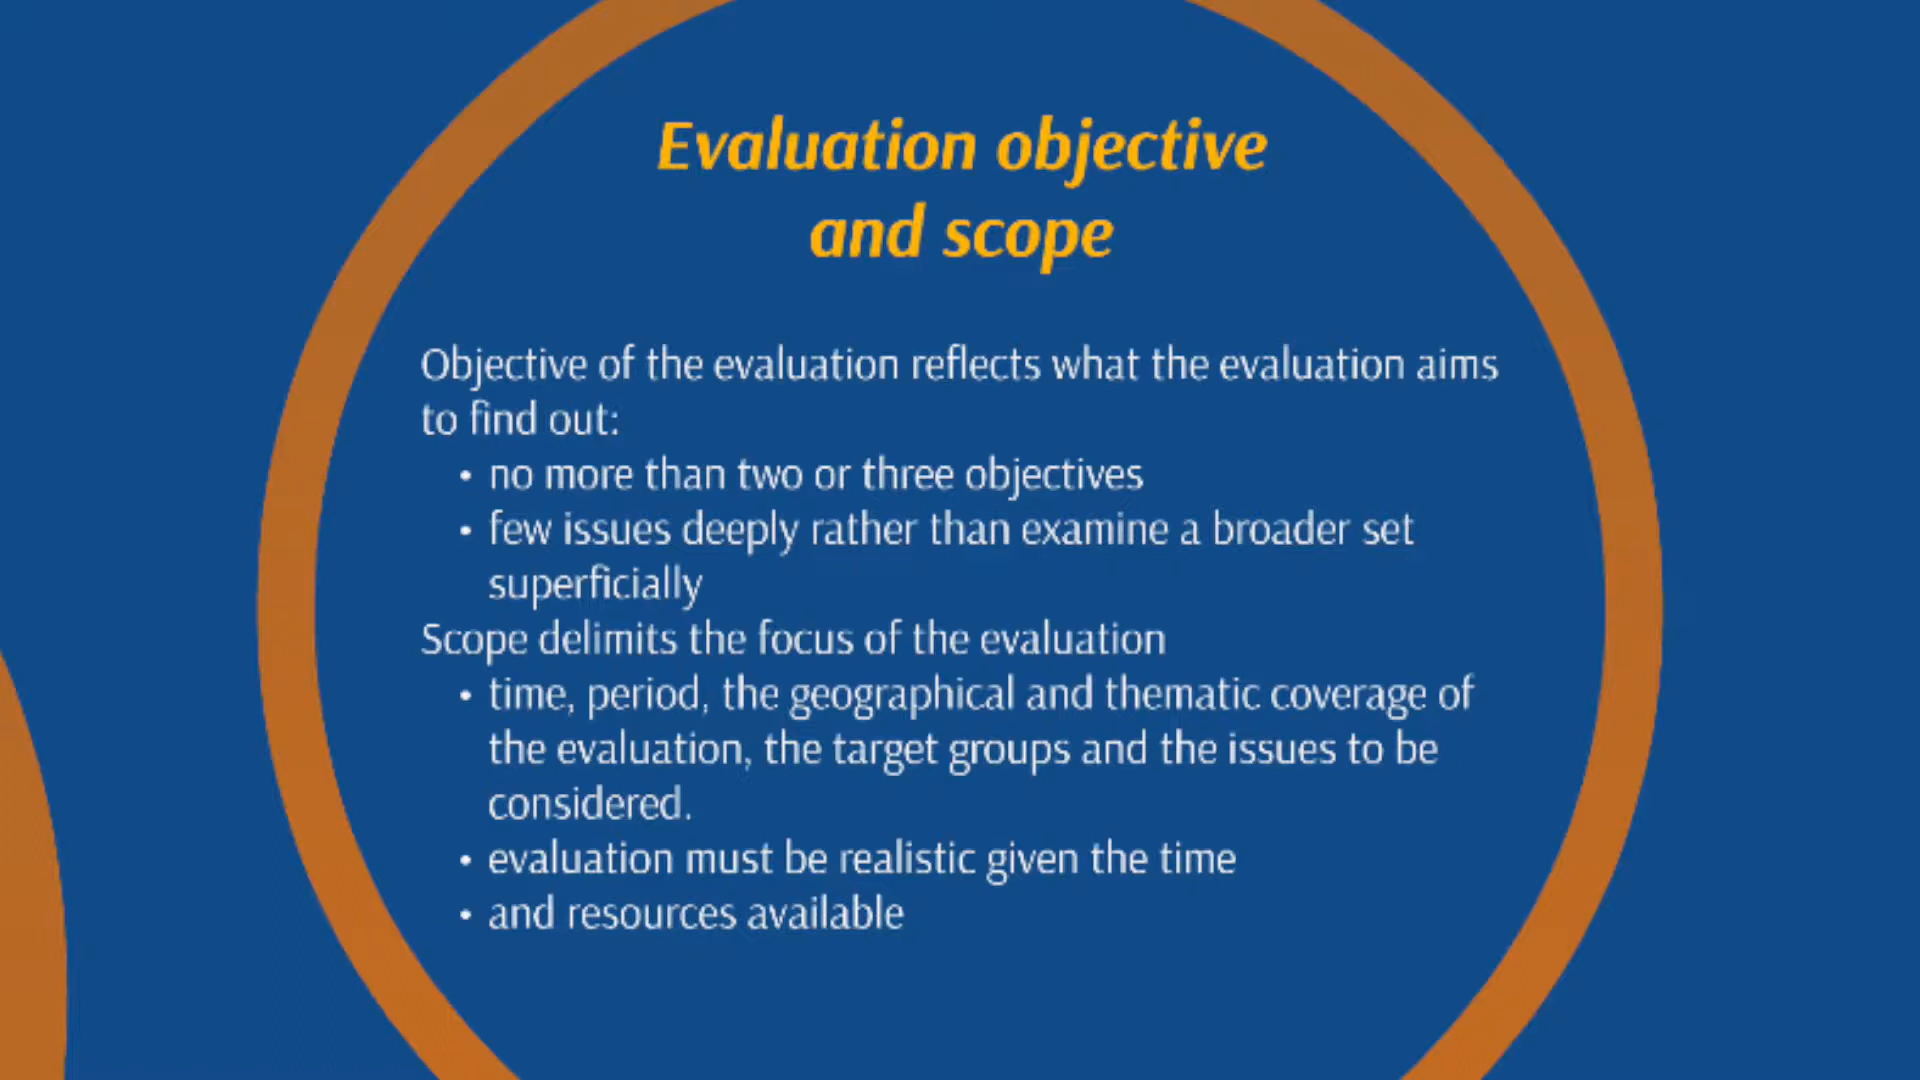 Evaluation objective
and scope
Objective of the evaluation reflects what the evaluation aims
to find out:
• no more than two or three objectives
• few issues deeply rather than examine a broader set
superficially
Scope delimits the focus of the evaluation
• time, period, the geographical and thematic coverage of
the evaluation, the target groups and the issues to be
considered.
• evaluation must be realistic given the time
• and resources available